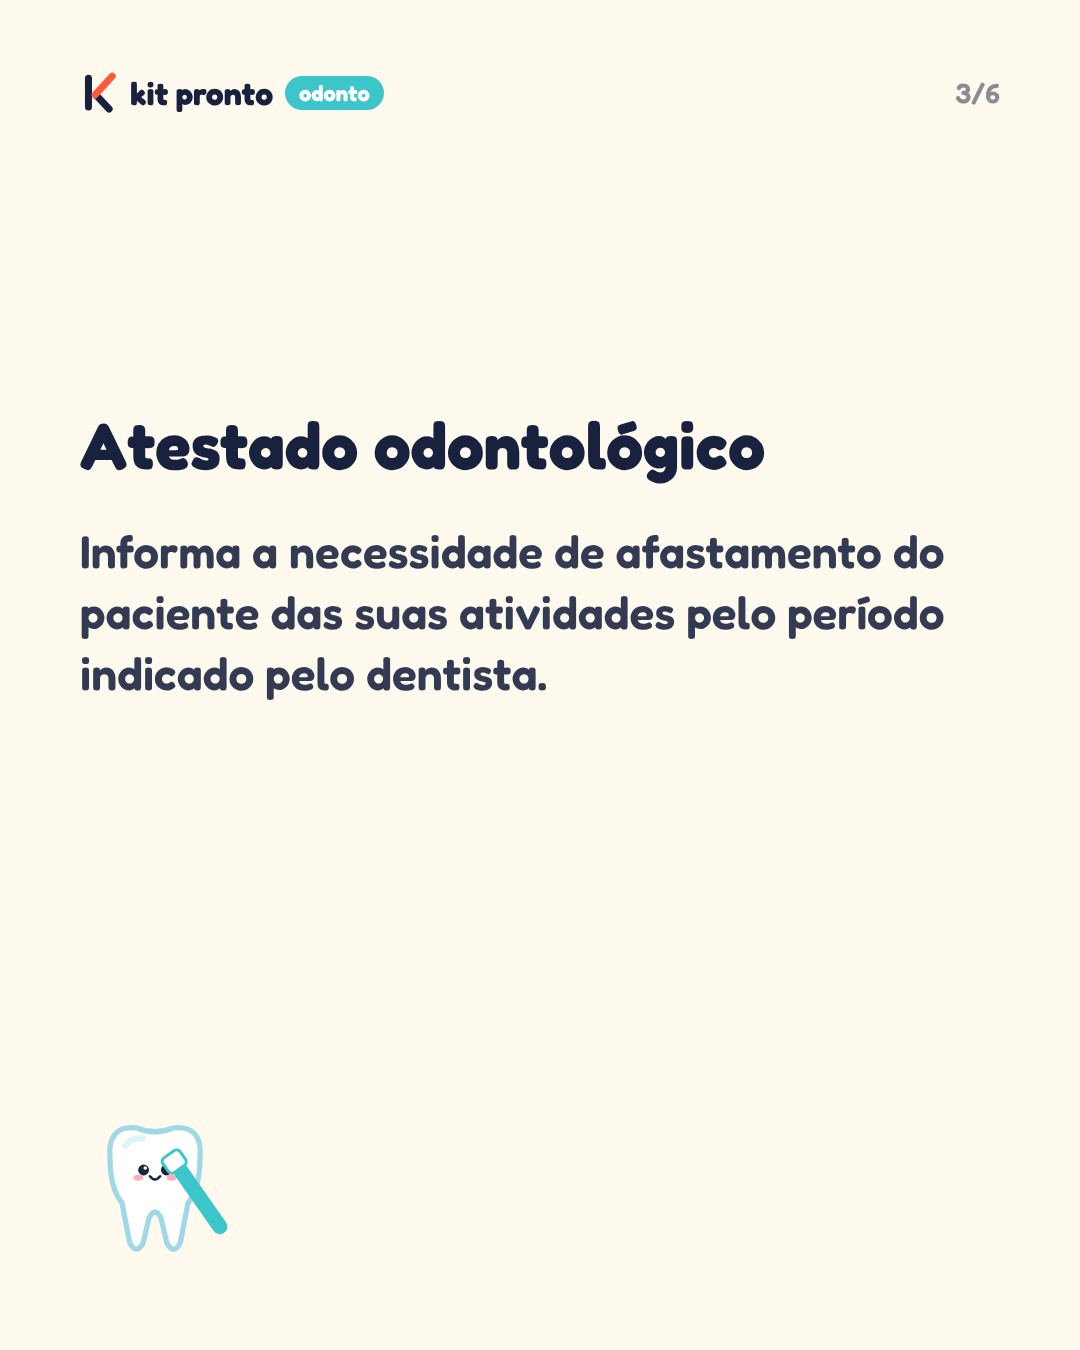 kit pronto odonto 3/6
Atestado odontológico
Informa a necessidade de afastamento do
paciente das suas atividades pelo período
indicado pelo dentista.